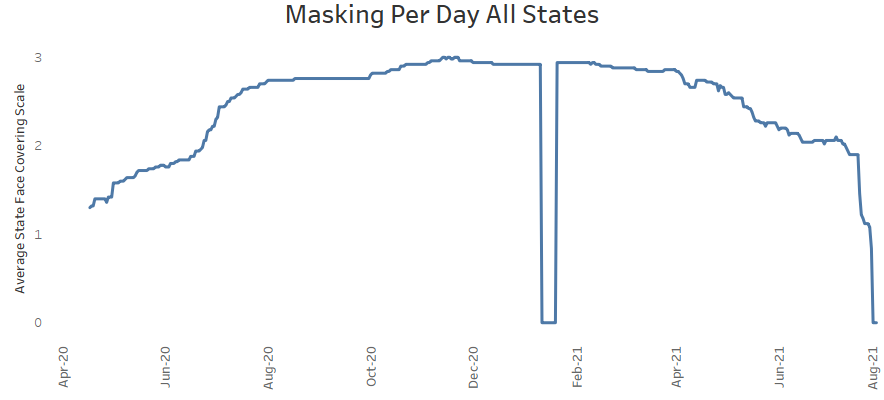 Masking Per Day All States
Average State Face Covering Scale
3
2
1
0
Apr-20
Jun-20
Aug-20
Oct-20
Dec-20
Feb-21
Apr-21
Jun-21
Aug-21